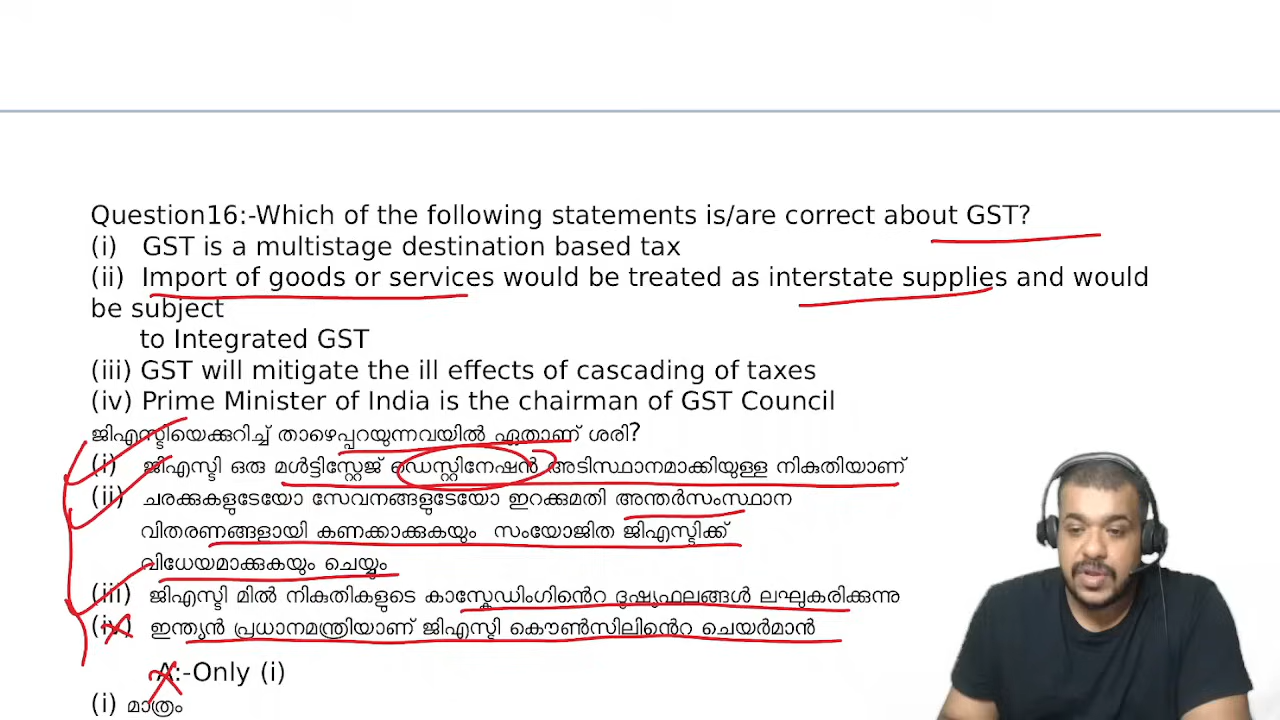 Question16:-Which of the following statements is/are correct about GST?
(i) GST is a multistage destination based tax
(ii) Import of goods or services would be treated as interstate supplies and would
be subject
to Integrated GST
(iii) GST will mitigate the ill effects of cascading of taxes
(iv) Prime Minister of India is the chairman of GST Council
ജിഎസ്ടിയെക്കുറിച്ച് താഴെപ്പറയുന്നവയിൽ ഏതാണ് ശരി?
(i) ജിഎസ്ടി ഒരു മൾട്ടിസ്റ്റേജ് ഡെസ്റ്റിനേഷൻ അടിസ്ഥാനമാക്കിയുള്ള നികുതിയാണ്
(ii) ചരക്കുകളുടേയോ സേവനങ്ങളുടേയോ ഇറക്കുമതി അന്തർസംസ്ഥാന
വിതരണങ്ങളായി കണക്കാക്കുകയും സംയോജിത ജിഎസ്ടിക്ക്
വിധേയമാക്കുകയും ചെയ്യും
(iii) ജിഎസ്ടി മിൽ നികുതികളുടെ കാസ്കേഡിംഗിൻെറ ദുഷ്യഫലങ്ങൾ ലഘുകരിക്കുന്നു
(iv) ഇന്ത്യൻ പ്രധാനമന്ത്രിയാണ് ജിഎസ്ടി കൌൺസിലിൻെറ ചെയർമാൻ
A:-Only (i)
(i) മാത്രം